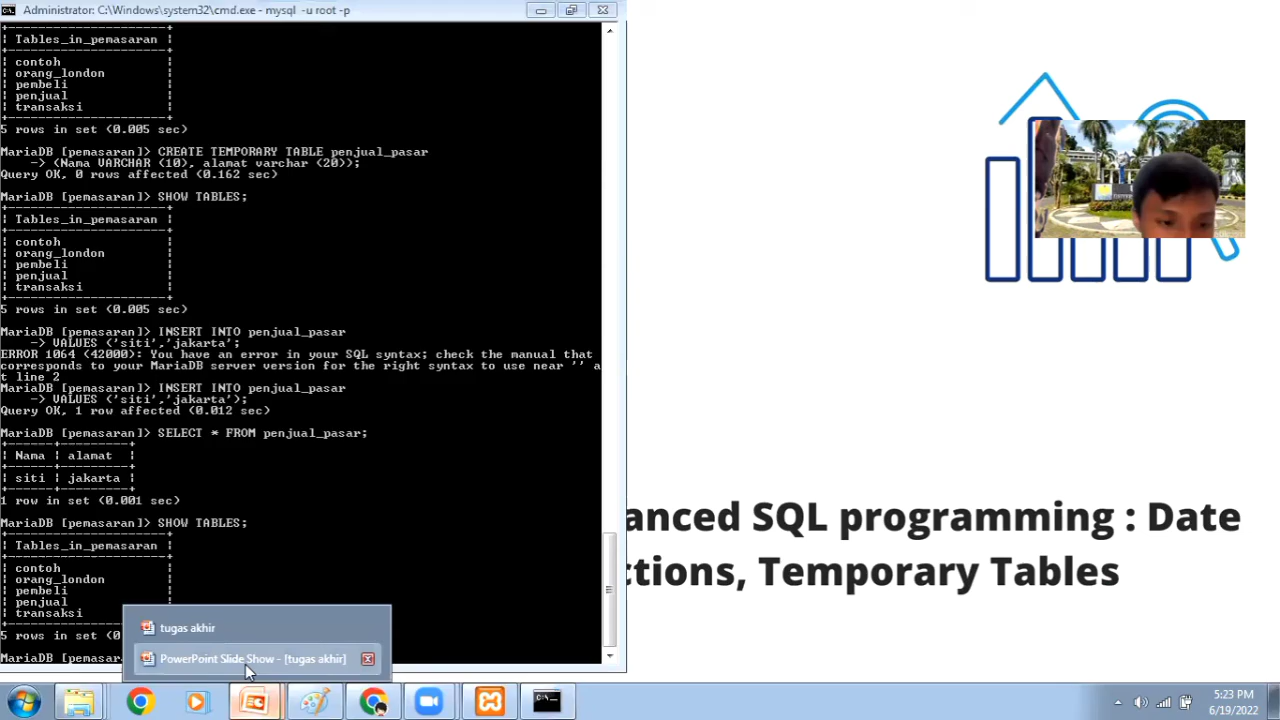 Administrator: C:\Windows\system32\cmd.exe - mysql -u root -p
Tables_in_pemasaran
contoh
orang_london
pembeli
penjual
transaksi
5 rows in set (0.005 sec)
MariaDB [pemasaran]> CREATE TEMPORARY TABLE penjual_pasar
-> (Nama VARCHAR (10), alamat varchar (20));
Query OK, 0 rows affected (0.162 sec)
MariaDB [pemasaran]> SHOW TABLES;
Tables_in_pemasaran
contoh
orang_london
pembeli
penjual
transaksi
5 rows in set (0.005 sec)
MariaDB [pemasaran]> INSERT INTO penjual_pasar
-> VALUES ('siti','jakarta';
ERROR 1064 (42000): You have an error in your SQL syntax; check the manual that
corresponds to your MariaDB server version for the right syntax to use near '' a
t line 2
MariaDB [pemasaran]> INSERT INTO penjual_pasar
-> VALUES ('siti','jakarta');
Query OK, 1 row affected (0.012 sec)
MariaDB [pemasaran]> SELECT * FROM penjual_pasar;
| Nama | alamat |
| siti | jakarta |
1 row in set (0.001 sec)
MariaDB [pemasaran]> SHOW TABLES;
Tables_in_pemasaran
contoh
orang_london
pembeli
penjual
transaksi
5 rows in set (0.
MariaDB [pemasar
tugas akhir
PowerPoint Slide Show - [tugas akhir]
anced SQL programming : Date
ctions, Temporary Tables
5:23 PM
6/19/2022